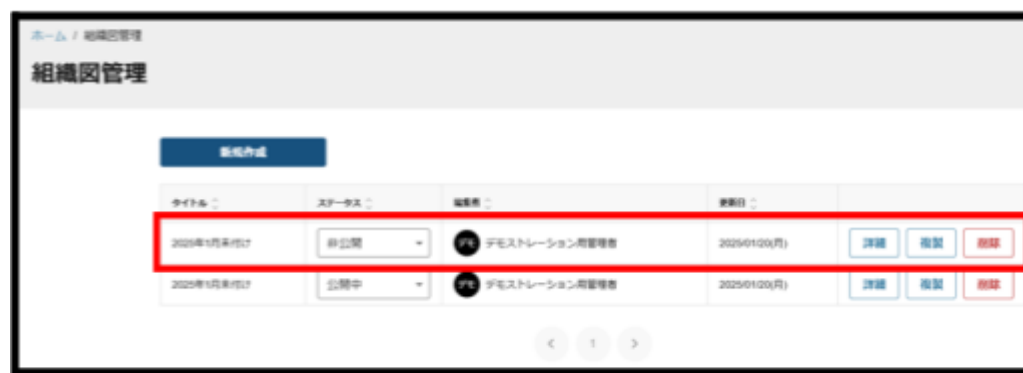 ホーム / 組織図管理
組織図管理
新規作成
タイトル ステータス 編集者 更新日
2025年1月末付け 非公開 デモ デモストレーション用管理者 2025/01/20(月) 詳細 複製 削除
2025年1月末付け 公開中 デモ デモストレーション用管理者 2025/01/20(月) 詳細 複製 削除
< 1 >